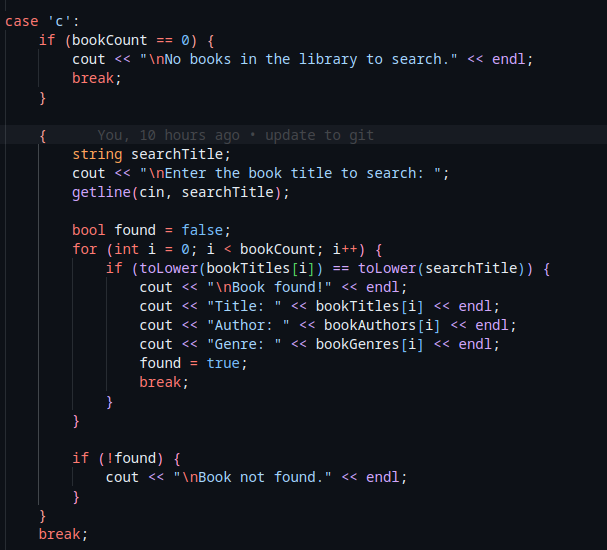 case 'c':
    if (bookCount == 0) {
        cout << "\nNo books in the library to search." << endl;
        break;
    }

    {      You, 10 hours ago • update to git
        string searchTitle;
        cout << "\nEnter the book title to search: ";
        getline(cin, searchTitle);

        bool found = false;
        for (int i = 0; i < bookCount; i++) {
            if (toLower(bookTitles[i]) == toLower(searchTitle)) {
                cout << "\nBook found!" << endl;
                cout << "Title: " << bookTitles[i] << endl;
                cout << "Author: " << bookAuthors[i] << endl;
                cout << "Genre: " << bookGenres[i] << endl;
                found = true;
                break;
            }
        }

        if (!found) {
            cout << "\nBook not found." << endl;
        }
    }
    break;